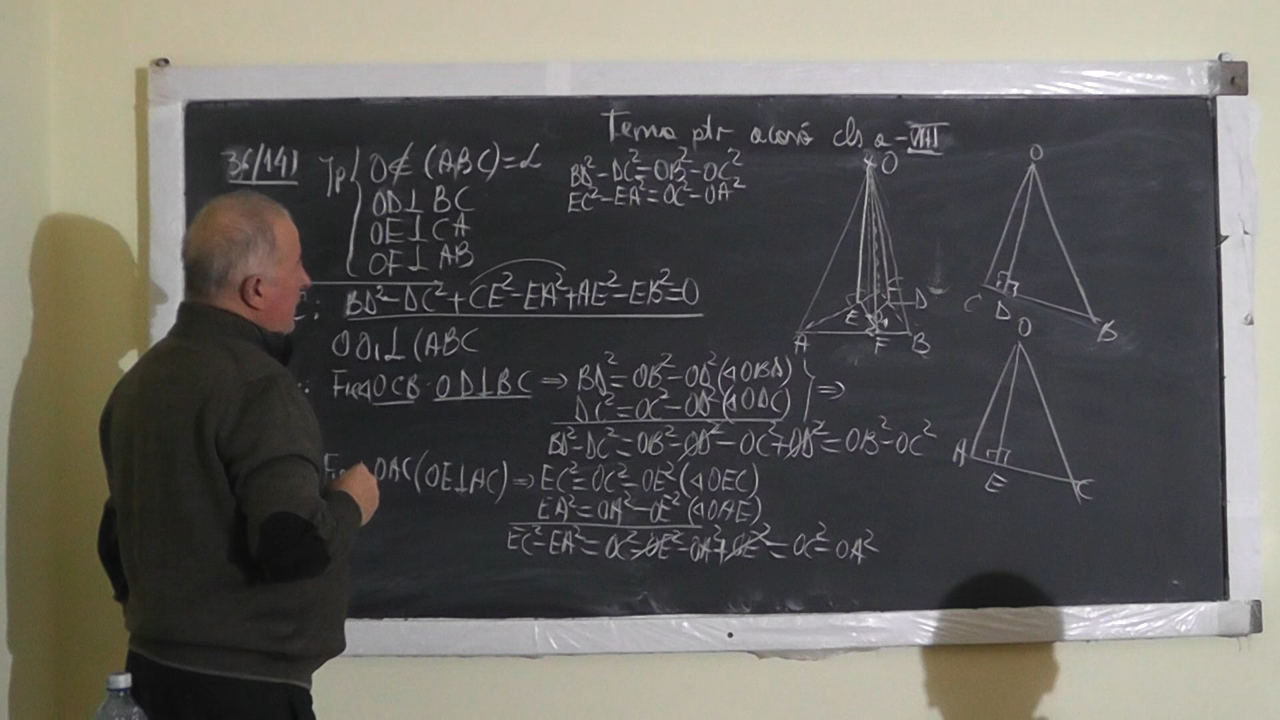 Tema ptr acasă cls a-VIII
36/141
Ip O∉(ABC)=α
OD⊥BC
OE⊥CA
OF⊥AB
BD²-DC²=OB²-OC²
EC²-EA²=OC²-OA²
C: BD²-DC²+CE²-EA²+AE²-EB²=0
OO₁⊥(ABC
OCB: OD⊥BC ⇒ BD²=OB²-OD² (◁OBD)
DC²=OC²-OD² (◁ODC) ⇒
BD²-DC²=OB²-OD²-OC²+OD²=OB²-OC²
OAC(OE⊥AC) ⇒ EC²=OC²-OE² (◁OEC)
EA²=OA²-OE² (◁OAE)
EC²-EA²=OC²-OE²-OA²+OE²=OC²-OA²
O
A
E
F
B
D
O
C
D
B
O
A
E
C